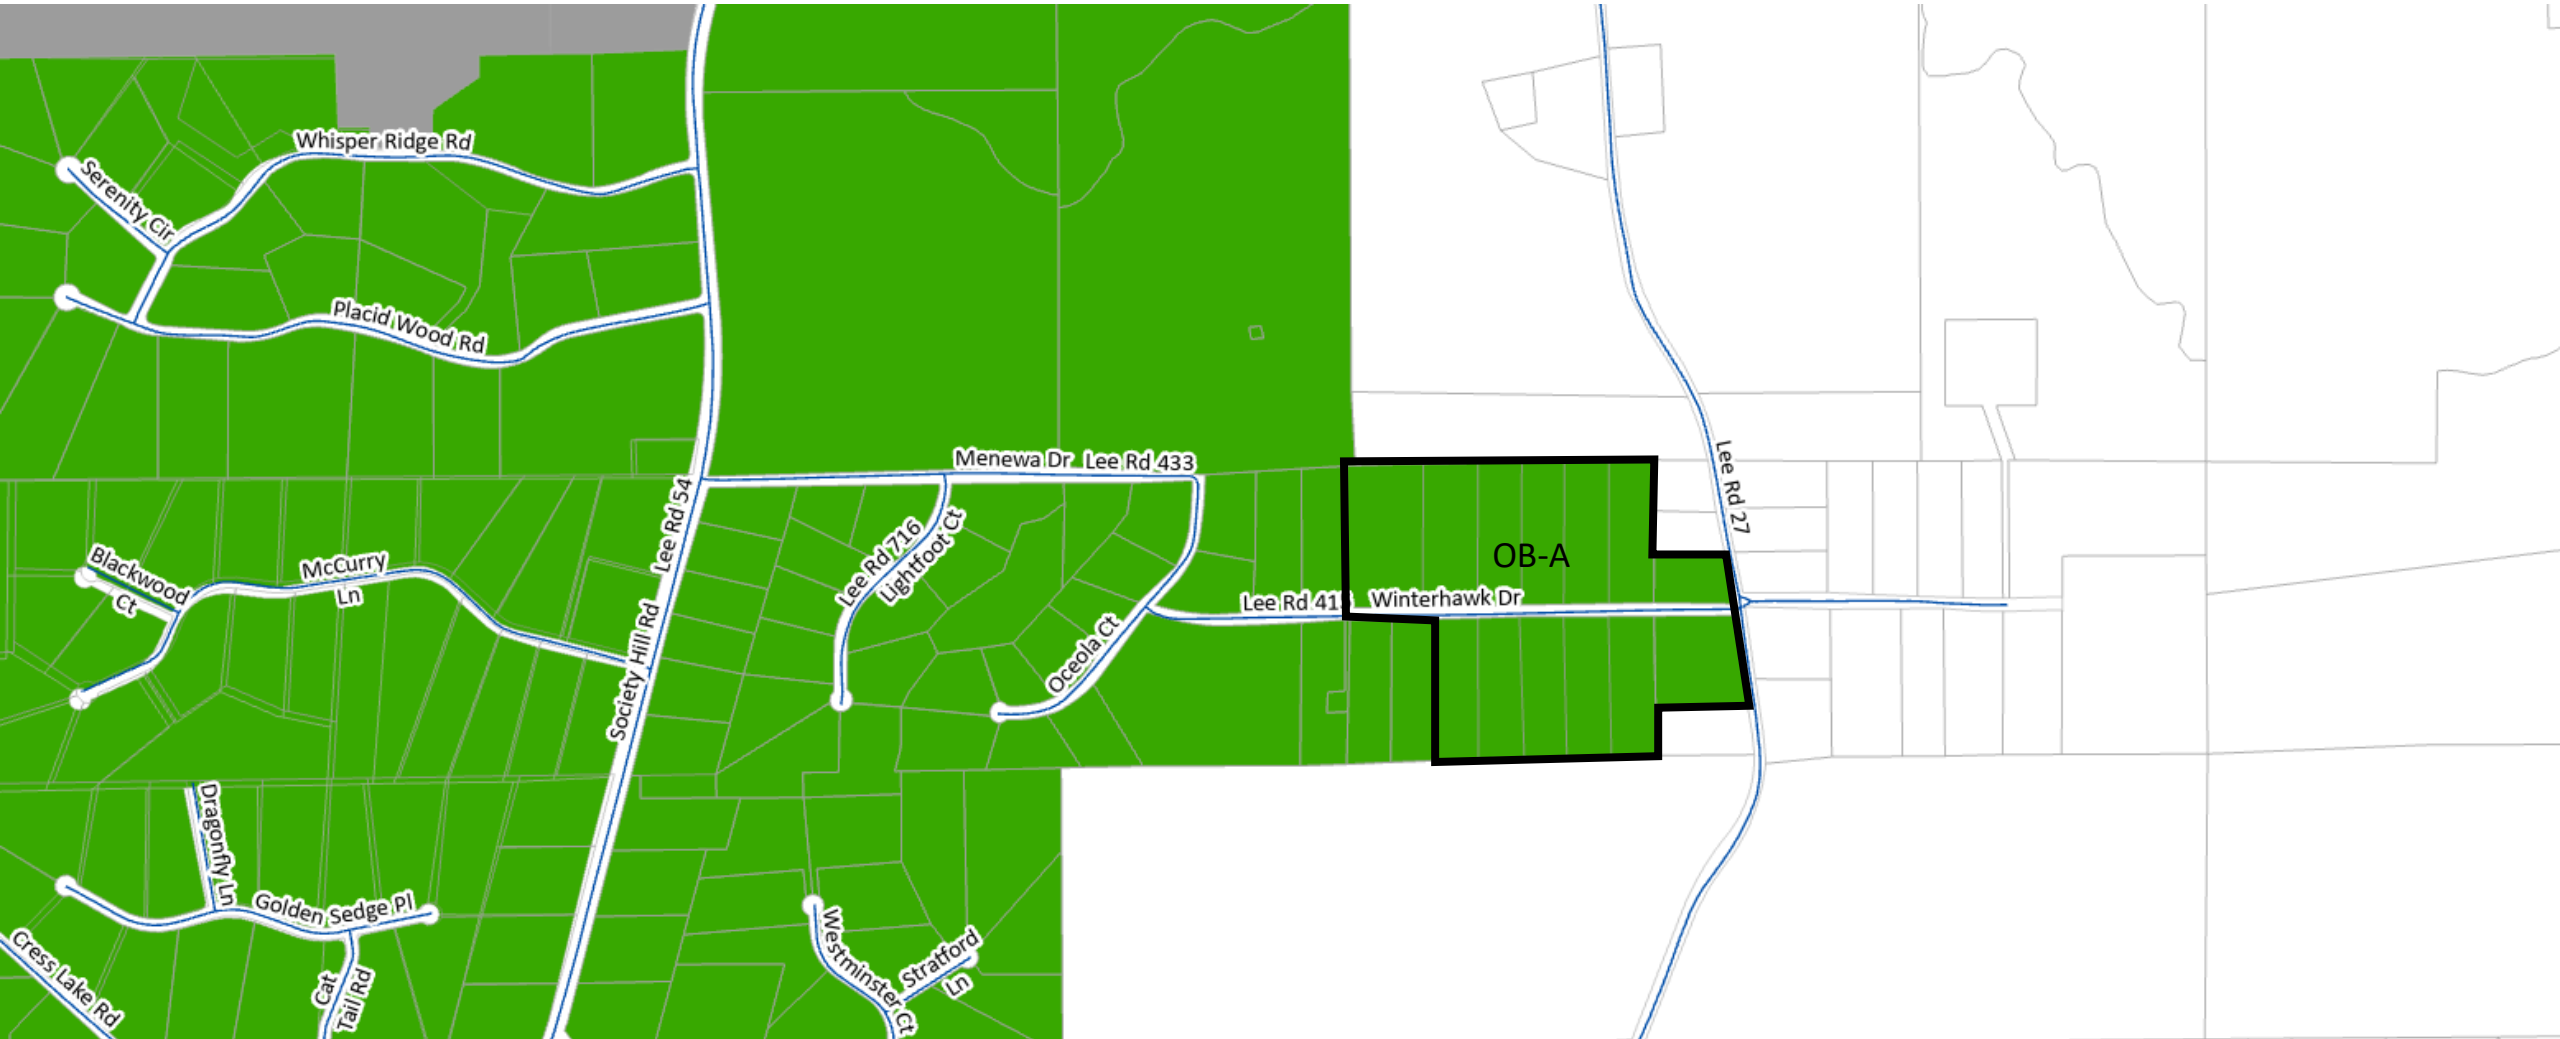 Whisper Ridge Rd
Serenity Cir
Placid Wood Rd
Menewa Dr Lee Rd 433
Lee Rd 27
Lee Rd 54
Lee Rd 716
Lightfoot Ct
OB-A
Blackwood
Ct
McCurry
Ln
Lee Rd
Winterhawk Dr
Society Hill Rd
Oceola Ct
Dragonfly Ln
Golden Sedge Pl
Cress Lake Rd
Cat
Tail Rd
Westminster Ct
Stratford
Ln